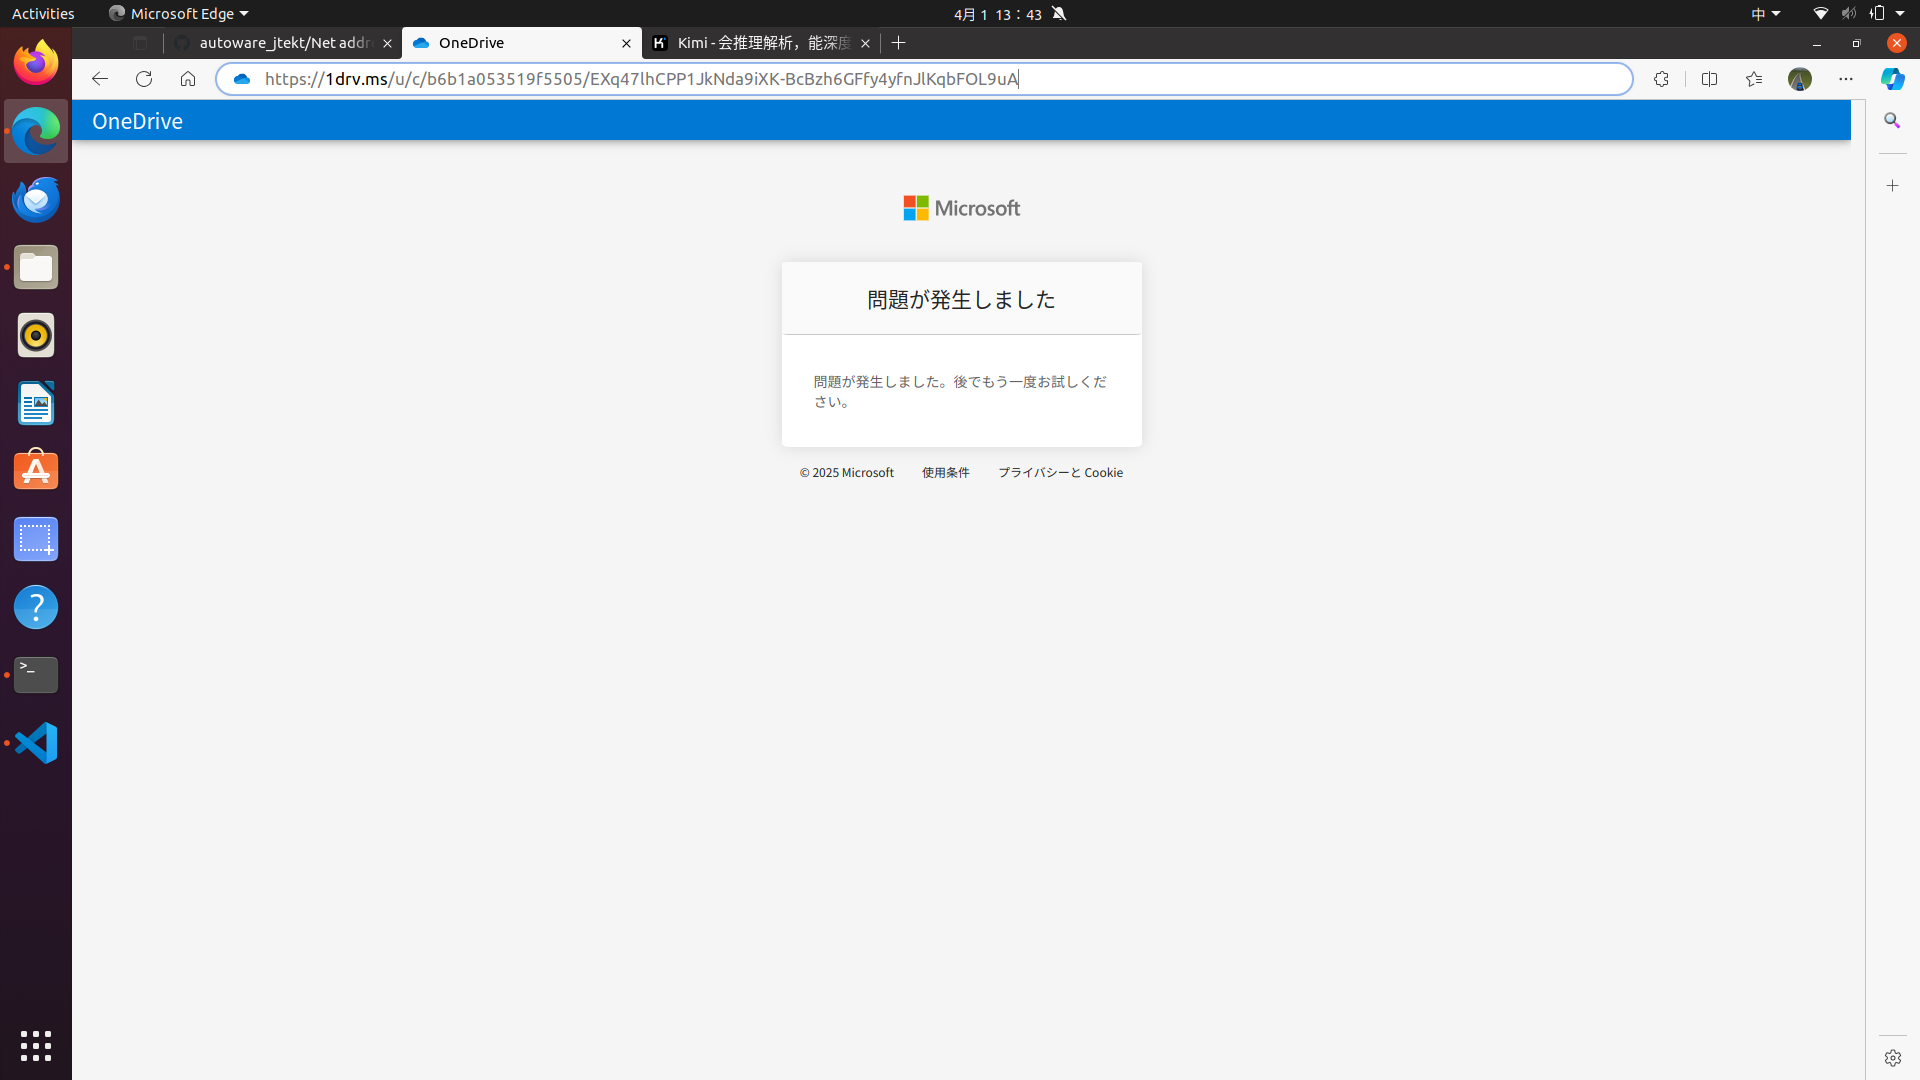 Activities
Microsoft Edge
4月 1 13：43
中
autoware_jtekt/Net addr
OneDrive
Kimi - 会推理解析，能深度
https://1drv.ms/u/c/b6b1a053519f5505/EXq47lhCPP1JkNda9iXK-BcBzh6GFfy4yfnJlKqbFOL9uA
OneDrive
Microsoft
問題が発生しました
問題が発生しました。後でもう一度お試しくだ
さい。
© 2025 Microsoft
使用条件
プライバシーと Cookie